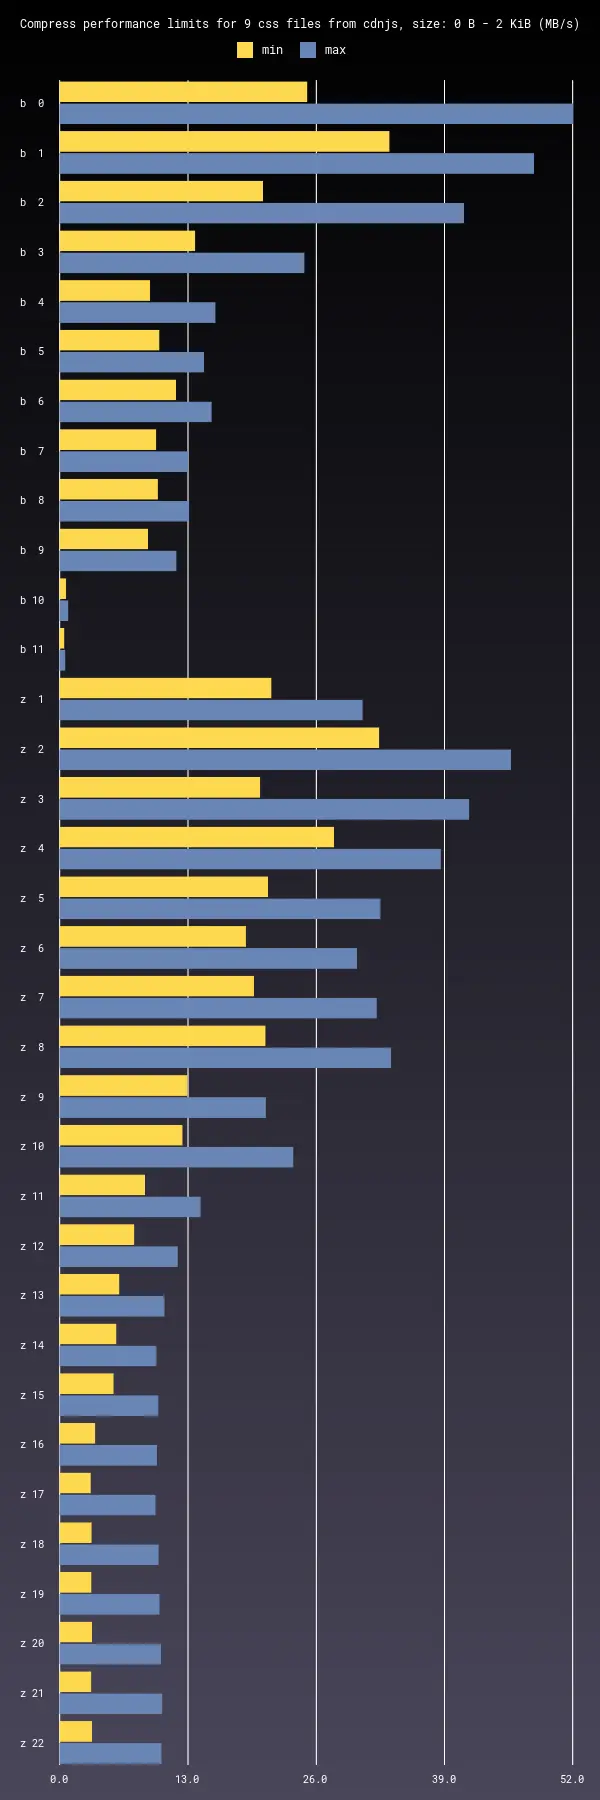 Compress performance limits for 9 css files from cdnjs, size: 0 B - 2 KiB (MB/s)
min max
b 0
b 1
b 2
b 3
b 4
b 5
b 6
b 7
b 8
b 9
b 10
b 11
z 1
z 2
z 3
z 4
z 5
z 6
z 7
z 8
z 9
z 10
z 11
z 12
z 13
z 14
z 15
z 16
z 17
z 18
z 19
z 20
z 21
z 22
0.0 13.0 26.0 39.0 52.0